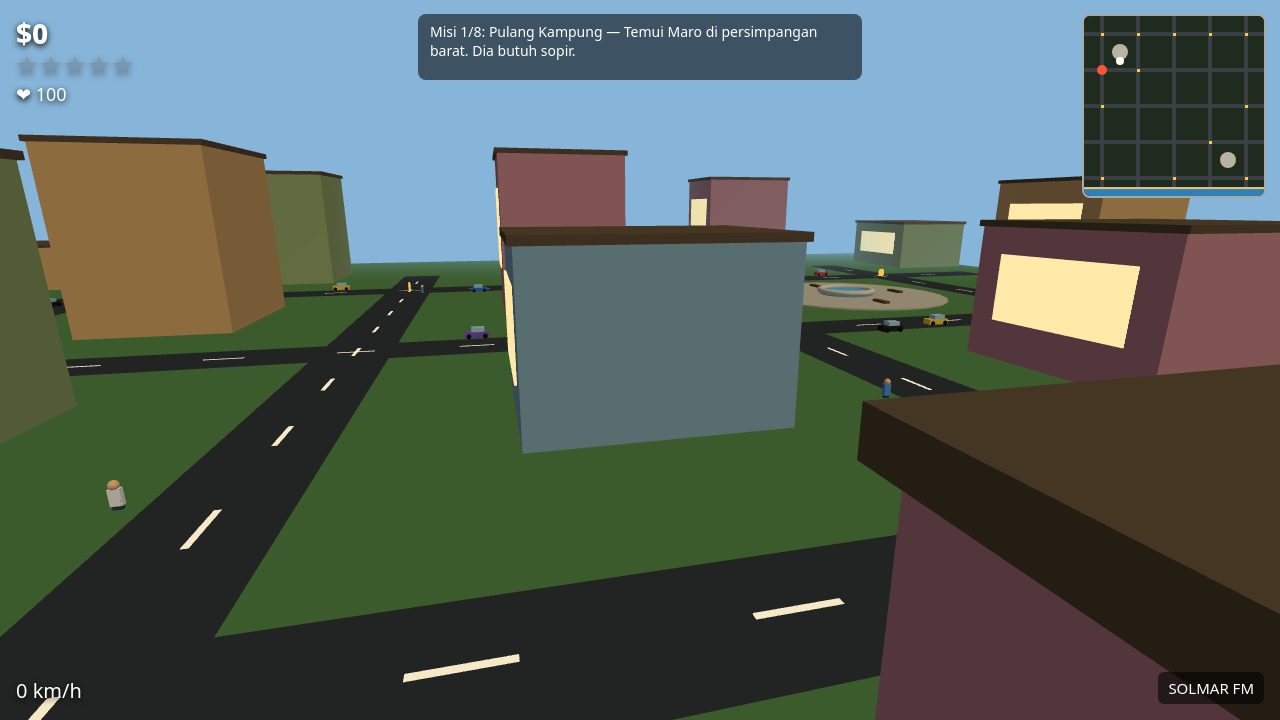 $0
❤ 100
Misi 1/8: Pulang Kampung — Temui Maro di persimpangan
barat. Dia butuh sopir.
0 km/h
SOLMAR FM